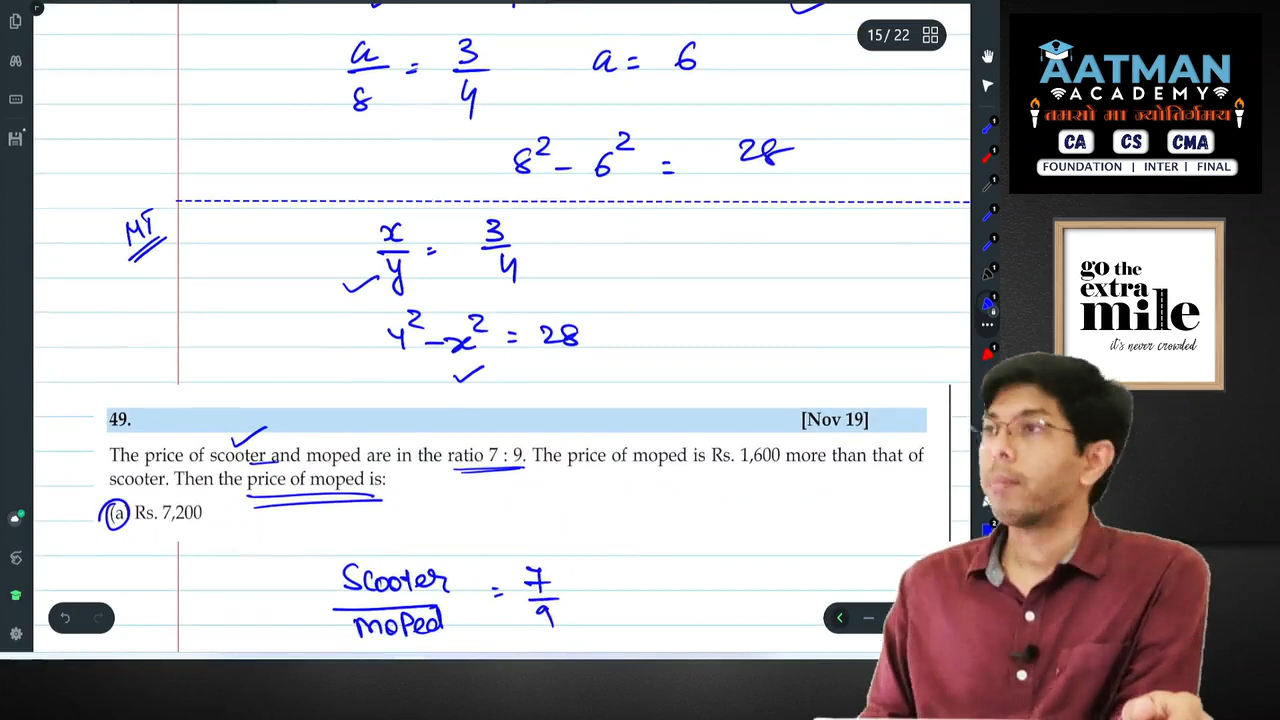 15 / 22
a/8 = 3/4 a = 6
8² - 6² = 28
MT
x/y = 3/4
y² - x² = 28
49. [Nov 19]
The price of scooter and moped are in the ratio 7 : 9. The price of moped is Rs. 1,600 more than that of
scooter. Then the price of moped is:
(a) Rs. 7,200
Scooter/moped = 7/9
AATMAN
ACADEMY
तमसो मा ज्योतिर्गमय
CA CS CMA
FOUNDATION | INTER | FINAL
go the
extra
mile
it's never crowded